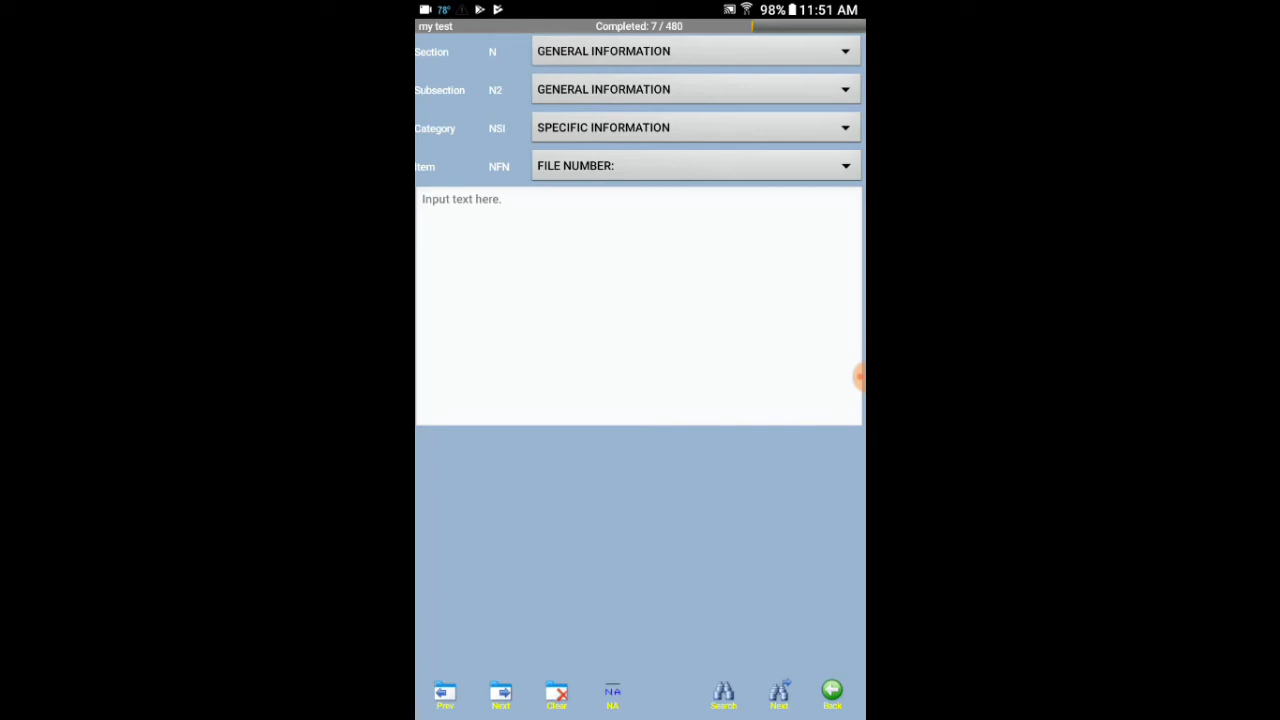 78° 98% 11:51 AM
my test Completed: 7 / 480
Section N GENERAL INFORMATION
Subsection N2 GENERAL INFORMATION
Category NSI SPECIFIC INFORMATION
Item NFN FILE NUMBER:
Input text here.
NA
Prev Next Clear NA Search Next Back